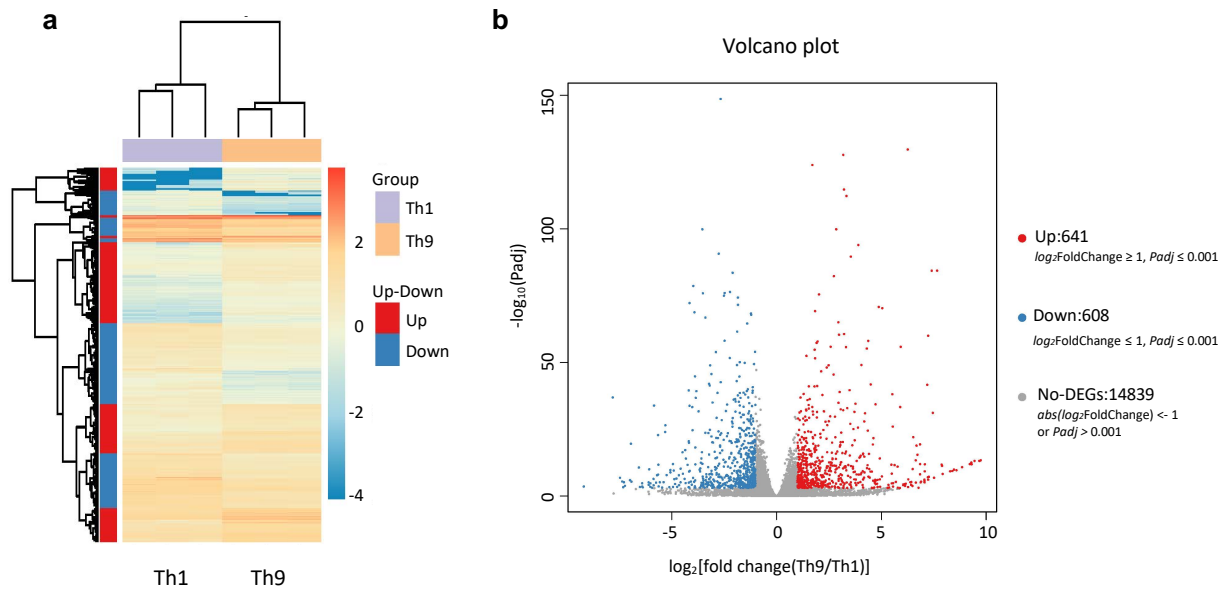 a
Group
Th1
Th9
Up-Down
Up
Down
2
0
-2
-4
Th1 Th9
b
Volcano plot
150
100
50
0
-log10(Padj)
-5 0 5 10
log2[fold change(Th9/Th1)]
Up:641
log2FoldChange ≥ 1, Padj ≤ 0.001
Down:608
log2FoldChange ≤ 1, Padj ≤ 0.001
No-DEGs:14839
abs(log2FoldChange) <- 1
or Padj > 0.001